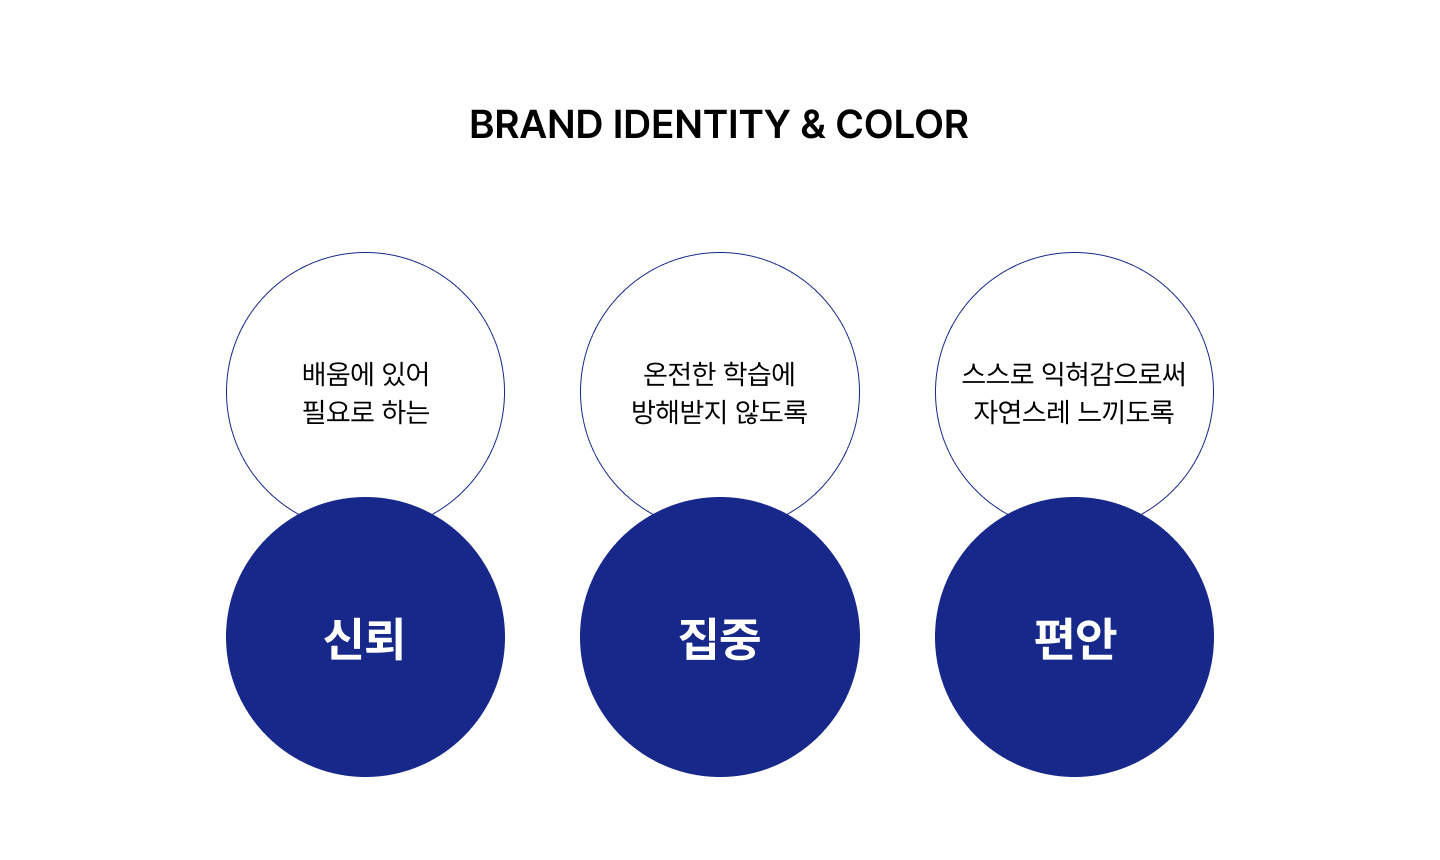 BRAND IDENTITY & COLOR
배움에 있어
필요로 하는
신뢰
온전한 학습에
방해받지 않도록
집중
스스로 익혀감으로써
자연스레 느끼도록
편안